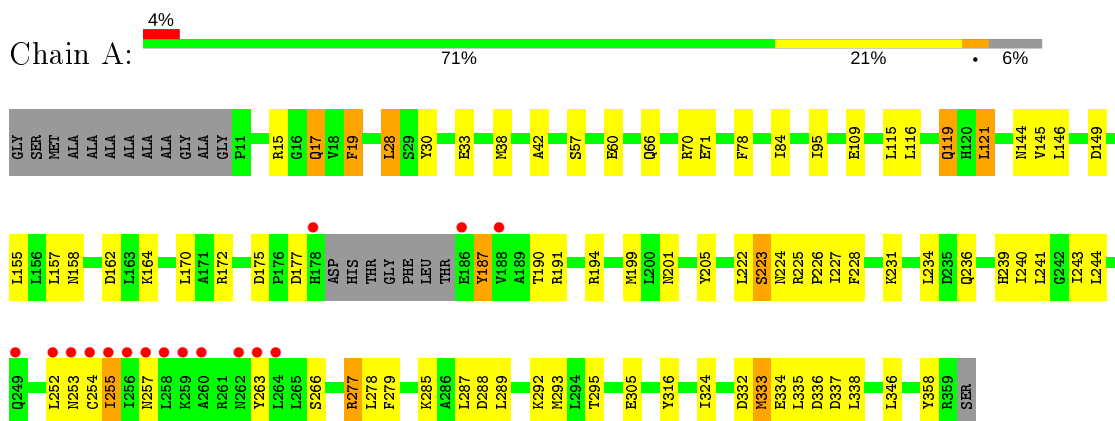 4%
Chain A:
71% 21% • 6%
GLY SER MET ALA ALA ALA ALA ALA ALA GLY ALA GLY P11 R15 G16 Q17 V18 F19 L28 S29 Y30 E33 M38 A42 S57 E60 Q66 R70 E71 F78 I84 I95 E109 L115 L116 Q119 H120 L121 N144 V145 L146 D149
L155 L156 L157 N158 D162 L163 K164 L170 A171 R172 D175 P176 D177 H178 ASP HIS THR GLY PHE LEU THR E186 Y187 V188 A189 T190 R191 R194 M199 L200 N201 Y205 L222 S223 N224 R225 P226 I227 F228 K231 L234 D235 Q236 H239 I240 L241 G242 I243 L244
Q249 L252 N253 C254 I255 I256 N257 L258 K259 A260 R261 N262 Y263 L264 L265 S266 R277 L278 F279 K285 A286 L287 D288 L289 K292 M293 L294 T295 E305 Y316 I324 D332 M333 E334 L335 D336 D337 L338 L346 Y358 R359 SER